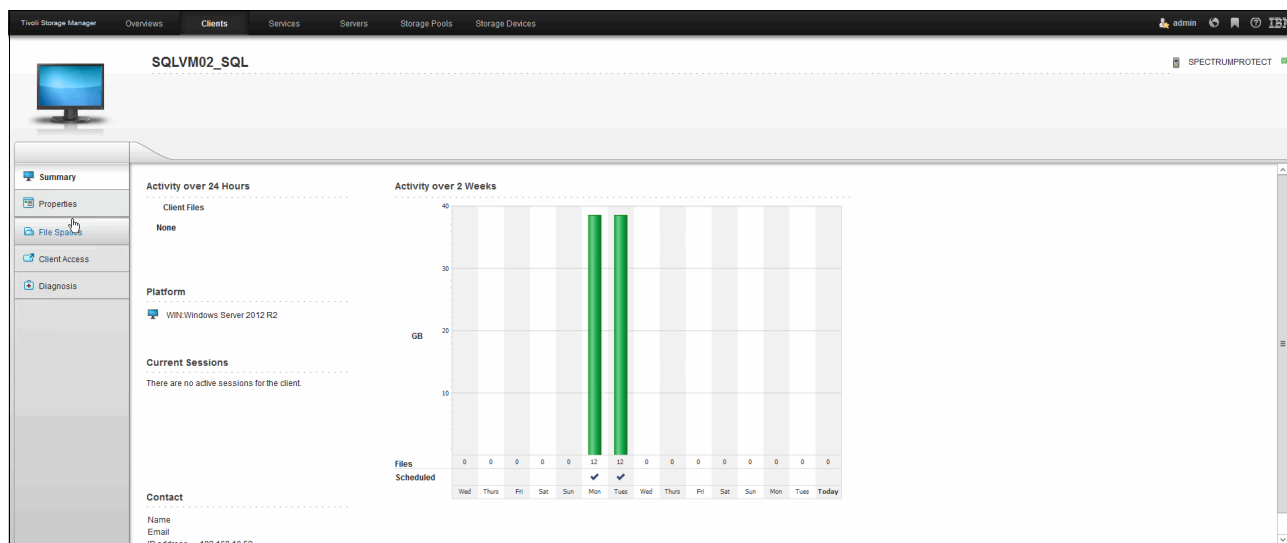 Tivoli Storage Manager Overviews Clients Services Servers Storage Pools Storage Devices admin IBM
SQLVM02_SQL SPECTRUMPROTECT
Summary
Properties
File Spaces
Client Access
Diagnosis
Activity over 24 Hours
Client Files
None
Platform
WIN:Windows Server 2012 R2
Current Sessions
There are no active sessions for the client.
Contact
Name
Email
Activity over 2 Weeks
40
30
GB
20
10
Files 0 0 0 0 0 12 12 0 0 0 0 0 0 0 0
Scheduled
Wed Thurs Fri Sat Sun Mon Tues Wed Thurs Fri Sat Sun Mon Tues Today